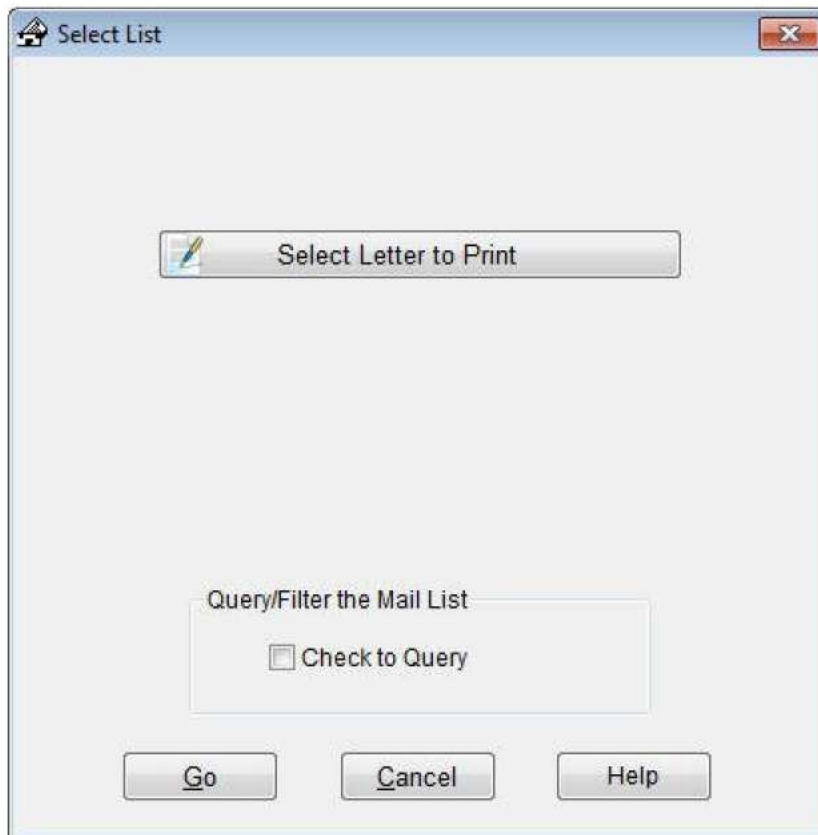 Select List
Select Letter to Print
Query/Filter the Mail List
Check to Query
Go Cancel Help